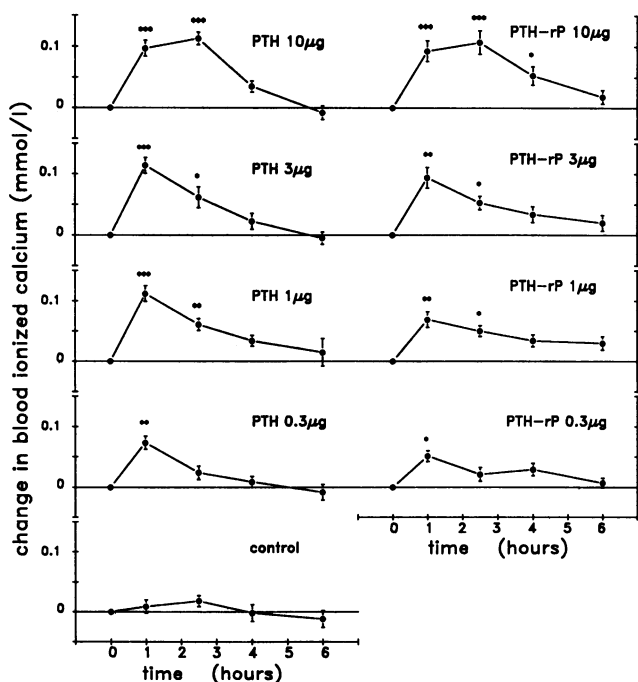 change in blood ionized calcium (mmol/l)
0.1
0
PTH 10μg
PTH-rP 10μg
0.1
0
PTH 3μg
PTH-rP 3μg
0.1
0
PTH 1μg
PTH-rP 1μg
0.1
0
PTH 0.3μg
PTH-rP 0.3μg
0 1 2 3 4 5 6
time (hours)
0.1
0
control
0 1 2 3 4 5 6
time (hours)